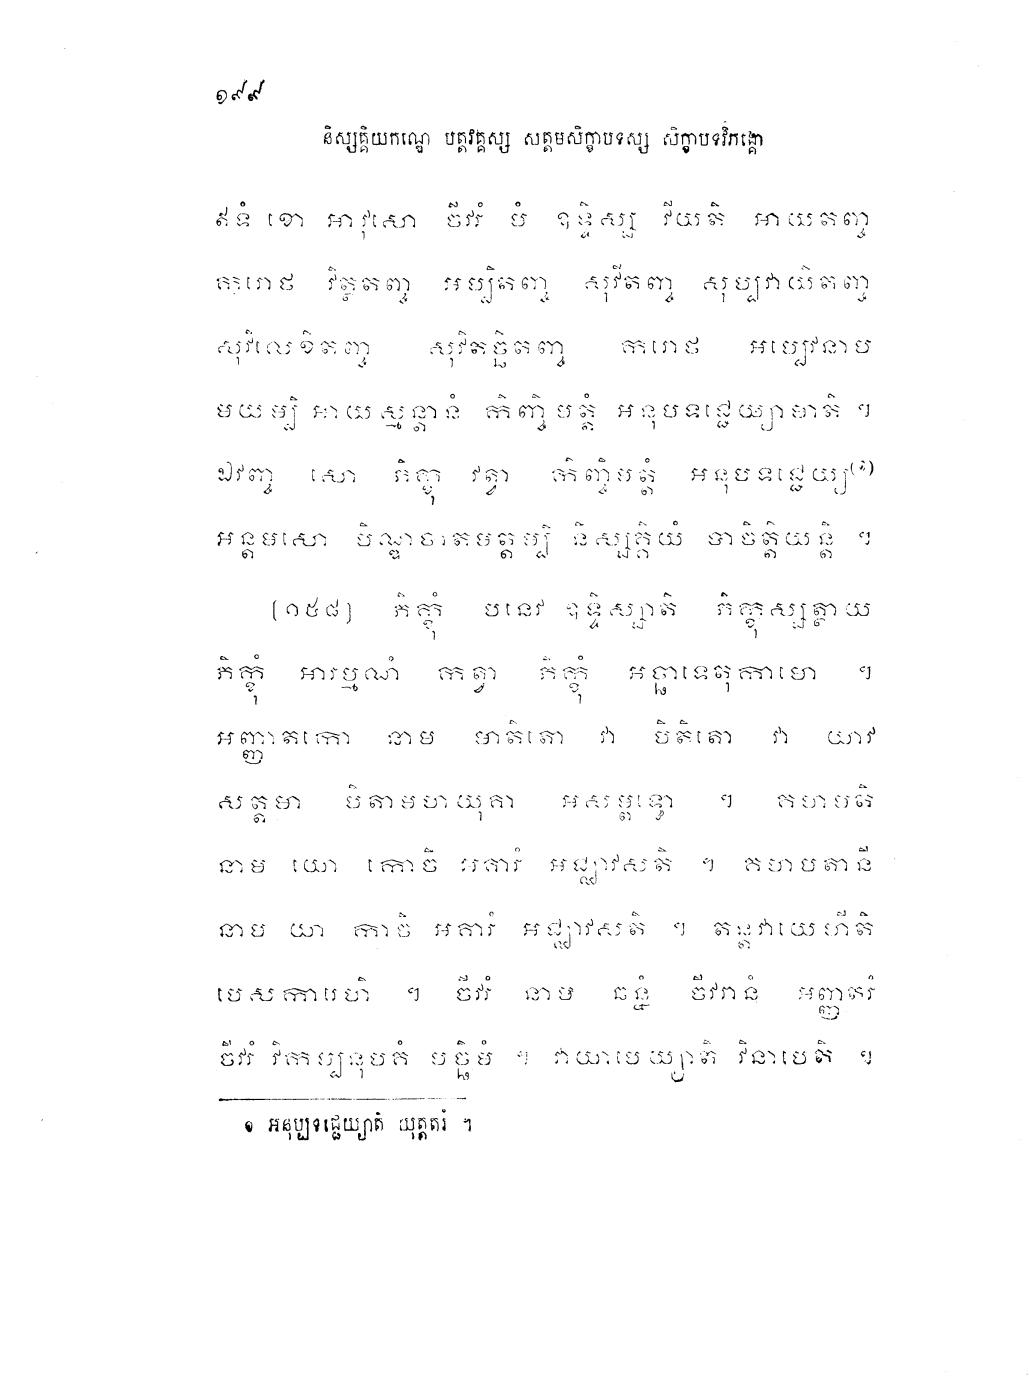 ១៩៩
និស្សគ្គិយកណ្ឌេ បត្តវគ្គស្ស សត្តមសិក្ខាបទស្ស សិក្ខាបទវិភង្គោ
ឥទំ ខោ អាវុសោ ចីវរំ មំ ឧទ្ទិស្ស វីយតិ អាយតញ្ច
ករោថ វិត្ថតញ្ច អប្បិតញ្ច សុវីតញ្ច សុប្បវាយិតញ្ច
សុវិលេខិតញ្ច សុវិតច្ឆិតញ្ច ករោថ អប្បេវនាម
មយម្បិ អាយស្មន្តានំ កិញ្ចិមត្តំ អនុបទជ្ជេយ្យាមាតិ ។
ឯវញ្ច សោ ភិក្ខុ វត្វា កិញ្ចិមត្តំ អនុបទជ្ជេយ្យ(១)
អន្តមសោ បិណ្ឌបាតមត្តម្បិ និស្សគ្គិយំ បាចិត្តិយន្តិ ។
[១៥៨] ភិក្ខុំ បនេវ ឧទ្ទិស្សាតិ ភិក្ខុស្សត្ថាយ
ភិក្ខុំ អារម្មណំ កត្វា ភិក្ខុំ អច្ឆាទេតុកាមោ ។
អញ្ញាតកោ នាម មាតិតោ វា បិតិតោ វា យាវ
សត្តមា បិតាមហយុគា អសម្ពន្ធោ ។ គហបតិ
នាម យោ កោចិ អគារំ អជ្ឈាវសតិ ។ គហបតានី
នាម យា កាចិ អគារំ អជ្ឈាវសតិ ។ តន្តវាយេហីតិ
បេសការេហិ ។ ចីវរំ នាម ឆន្នំ ចីវរានំ អញ្ញតរំ
ចីវរំ វិកប្បនុបគំ បច្ឆិមំ ។ វាយាបេយ្យាតិ វិនាបេតិ ។
១ អនុប្បទជ្ជេយ្យាតិ យុត្តតរំ ។